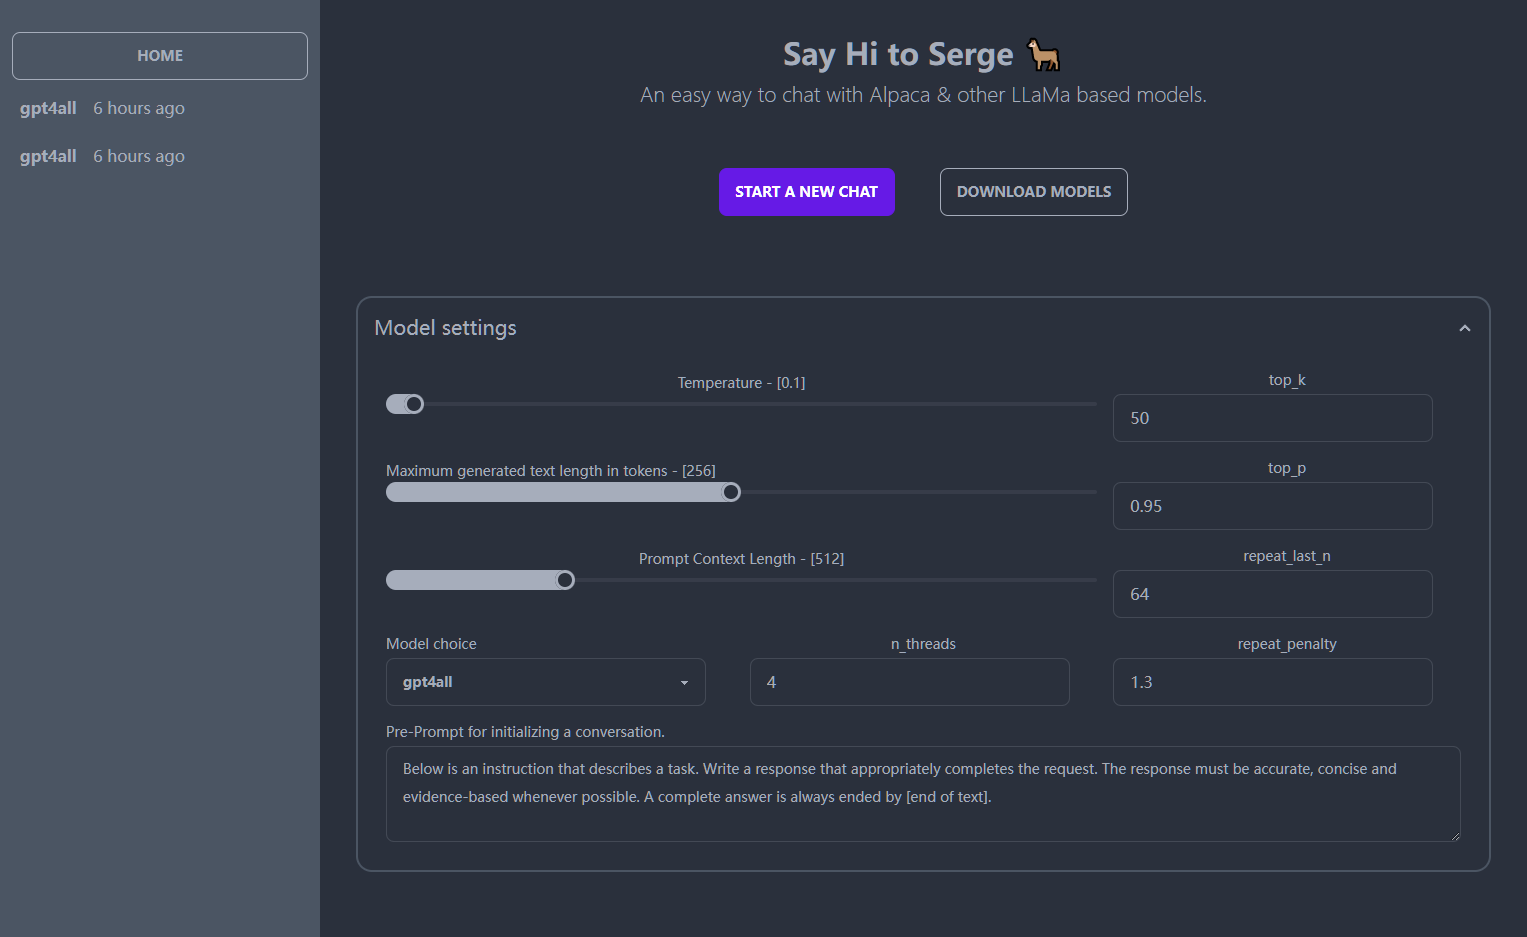 HOME
gpt4all 6 hours ago
gpt4all 6 hours ago
Say Hi to Serge
An easy way to chat with Alpaca & other LLaMa based models.
START A NEW CHAT
DOWNLOAD MODELS
Model settings
Temperature - [0.1]
top_k
50
Maximum generated text length in tokens - [256]
top_p
0.95
Prompt Context Length - [512]
repeat_last_n
64
Model choice
gpt4all
n_threads
4
repeat_penalty
1.3
Pre-Prompt for initializing a conversation.
Below is an instruction that describes a task. Write a response that appropriately completes the request. The response must be accurate, concise and
evidence-based whenever possible. A complete answer is always ended by [end of text].